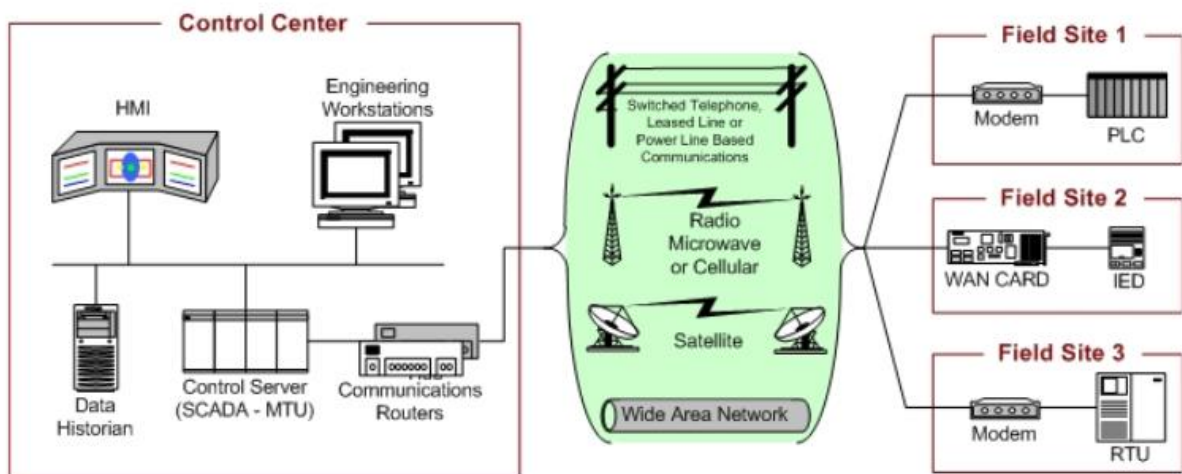 Control Center
HMI
Engineering
Workstations
Data
Historian
Control Server
(SCADA - MTU)
Communications
Routers
Switched Telephone,
Leased Line or
Power Line Based
Communications
Radio
Microwave
or Cellular
Satellite
Wide Area Network
Field Site 1
Modem
PLC
Field Site 2
WAN CARD
IED
Field Site 3
Modem
RTU